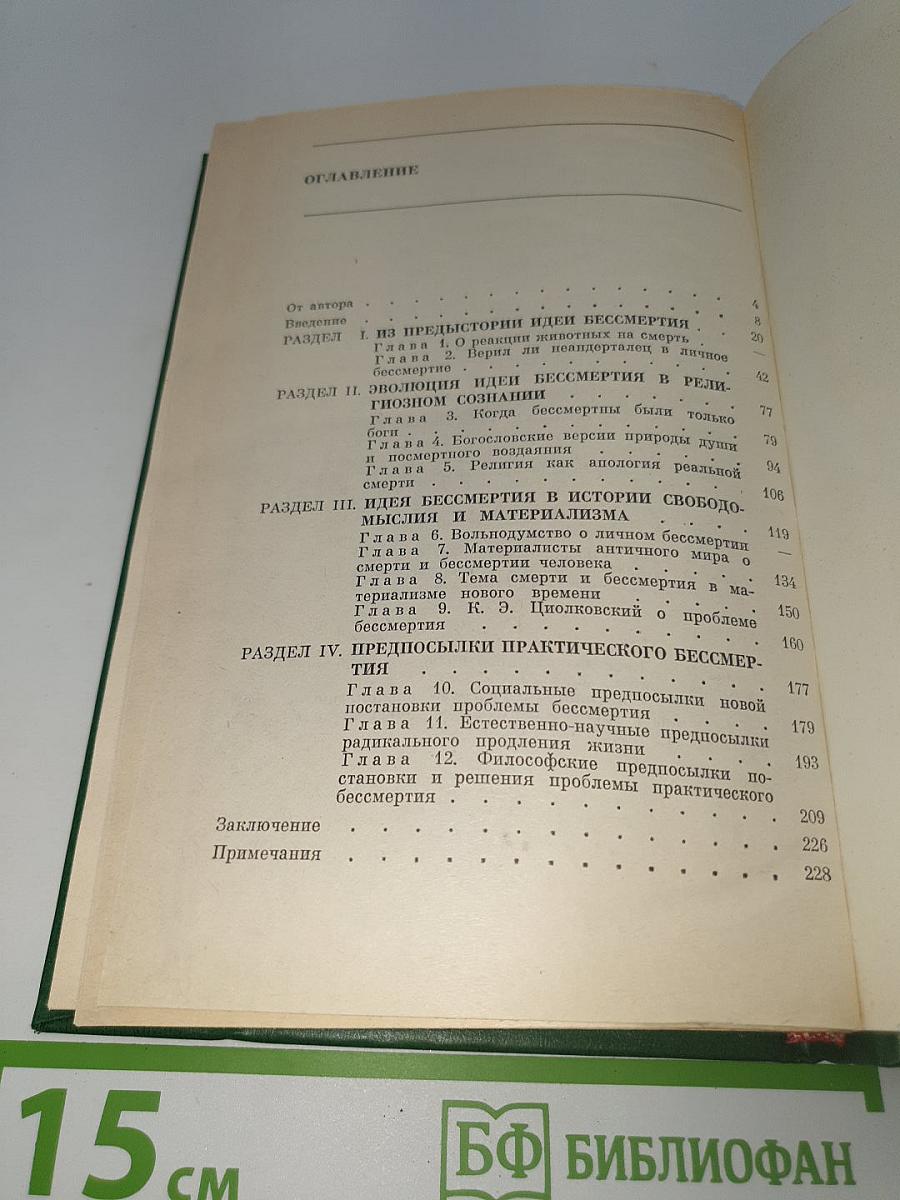 ОГЛАВЛЕНИЕ
От автора . . . . . . . . . . . . . . . 4
Введение . . . . . . . . . . . . . . . 8
РАЗДЕЛ I. ИЗ ПРЕДЫСТОРИИ ИДЕИ БЕССМЕРТИЯ . . 20
Глава 1. О реакции животных на смерть . —
Глава 2. Верил ли неандерталец в личное
бессмертие . . . . . . . . . . . 42
РАЗДЕЛ II. ЭВОЛЮЦИЯ ИДЕИ БЕССМЕРТИЯ В РЕЛИ-
ГИОЗНОМ СОЗНАНИИ . . . . . . . 77
Глава 3. Когда бессмертны были только
боги . . . . . . . . . . . . . 79
Глава 4. Богословские версии природы души
и посмертного воздаяния . . . . . . 94
Глава 5. Религия как апология реальной
смерти . . . . . . . . . . . . 106
РАЗДЕЛ III. ИДЕЯ БЕССМЕРТИЯ В ИСТОРИИ СВОБОДО-
МЫСЛИЯ И МАТЕРИАЛИЗМА . . . . 119
Глава 6. Вольнодумство о личном бессмертии —
Глава 7. Материалисты античного мира о
смерти и бессмертии человека . . . . . 134
Глава 8. Тема смерти и бессмертия в ма-
териализме нового времени . . . . . 150
Глава 9. К. Э. Циолковский о проблеме
бессмертия . . . . . . . . . . 160
РАЗДЕЛ IV. ПРЕДПОСЫЛКИ ПРАКТИЧЕСКОГО БЕССМЕР-
ТИЯ . . . . . . . . . . . . . 177
Глава 10. Социальные предпосылки новой
постановки проблемы бессмертия . . . . 179
Глава 11. Естественно-научные предпосылки
радикального продления жизни . . . . 193
Глава 12. Философские предпосылки по-
становки и решения проблемы практического
бессмертия . . . . . . . . . . . 209
Заключение . . . . . . . . . . . . . . 226
Примечания . . . . . . . . . . . . . . 228
15 см
БФ БИБЛИОФАН